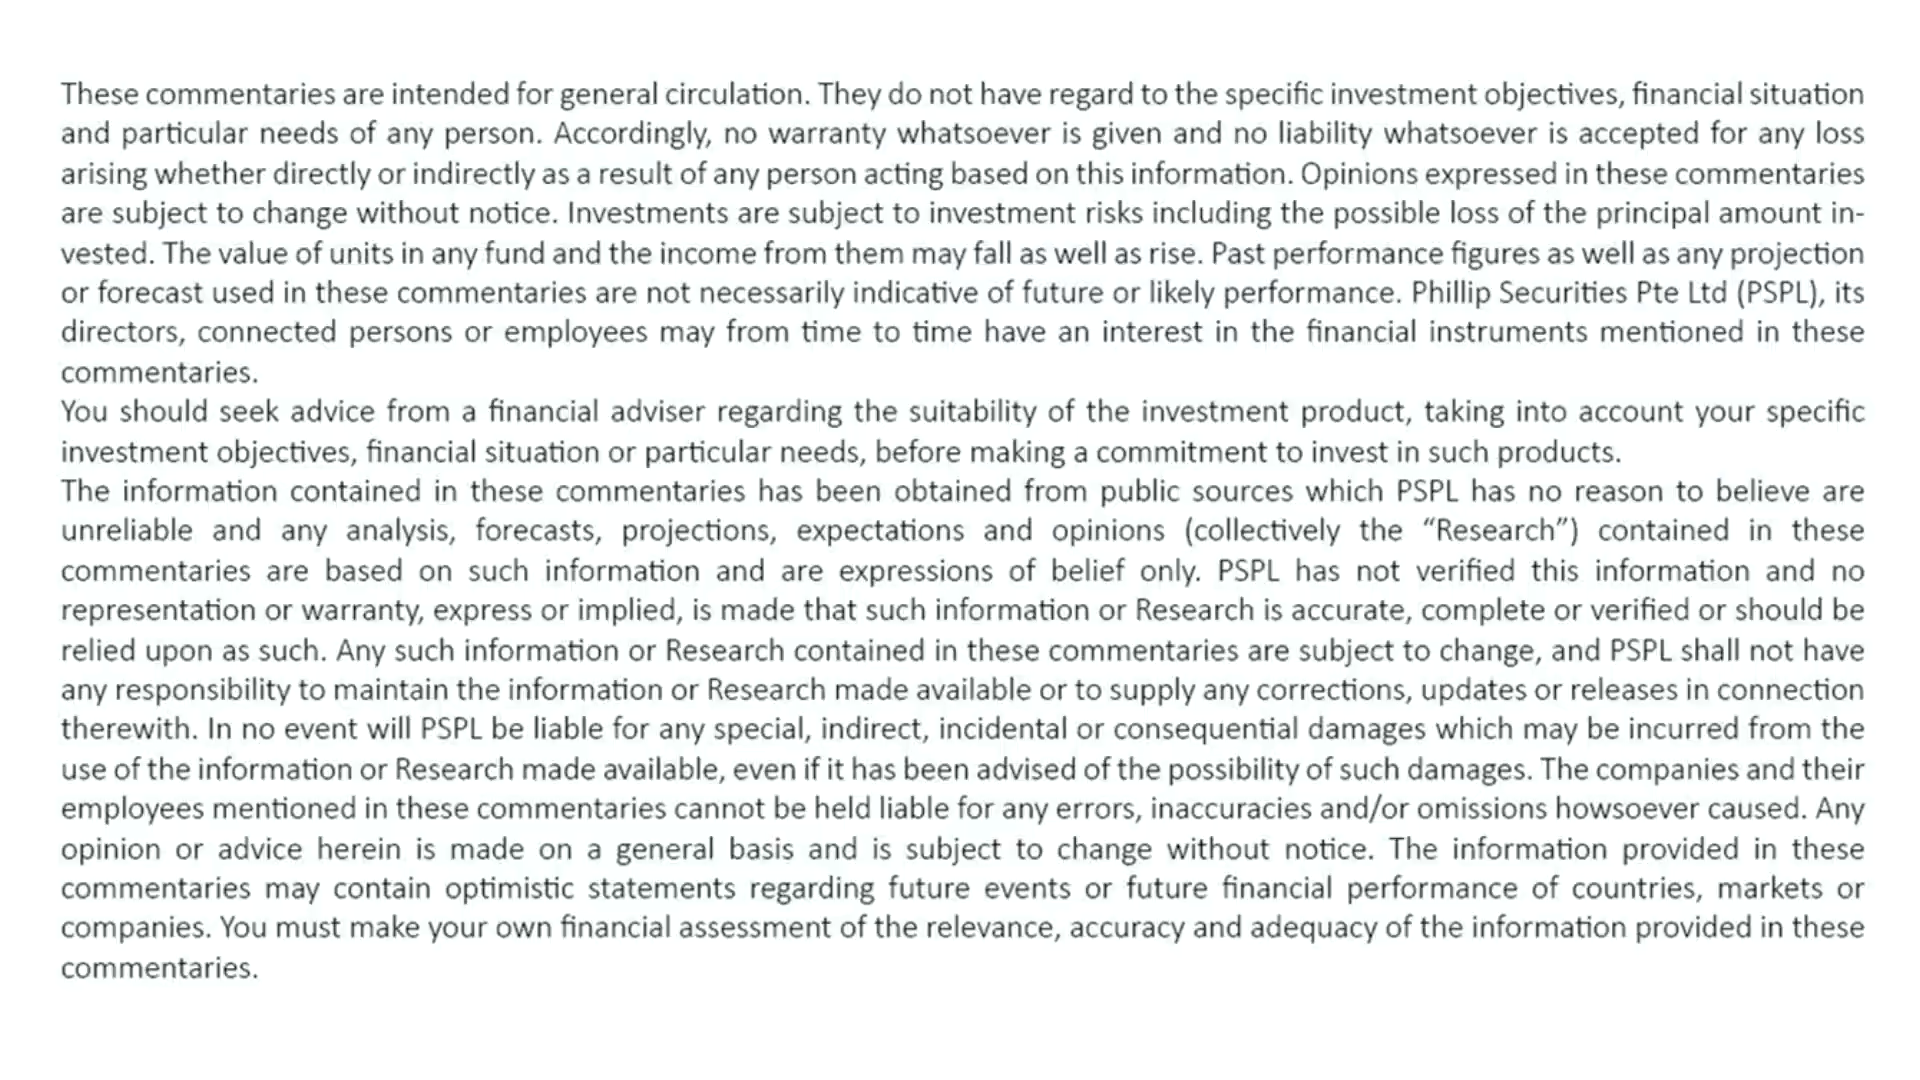 These commentaries are intended for general circulation. They do not have regard to the specific investment objectives, financial situation
and particular needs of any person. Accordingly, no warranty whatsoever is given and no liability whatsoever is accepted for any loss
arising whether directly or indirectly as a result of any person acting based on this information. Opinions expressed in these commentaries
are subject to change without notice. Investments are subject to investment risks including the possible loss of the principal amount in-
vested. The value of units in any fund and the income from them may fall as well as rise. Past performance figures as well as any projection
or forecast used in these commentaries are not necessarily indicative of future or likely performance. Phillip Securities Pte Ltd (PSPL), its
directors, connected persons or employees may from time to time have an interest in the financial instruments mentioned in these
commentaries.
You should seek advice from a financial adviser regarding the suitability of the investment product, taking into account your specific
investment objectives, financial situation or particular needs, before making a commitment to invest in such products.
The information contained in these commentaries has been obtained from public sources which PSPL has no reason to believe are
unreliable and any analysis, forecasts, projections, expectations and opinions (collectively the “Research”) contained in these
commentaries are based on such information and are expressions of belief only. PSPL has not verified this information and no
representation or warranty, express or implied, is made that such information or Research is accurate, complete or verified or should be
relied upon as such. Any such information or Research contained in these commentaries are subject to change, and PSPL shall not have
any responsibility to maintain the information or Research made available or to supply any corrections, updates or releases in connection
therewith. In no event will PSPL be liable for any special, indirect, incidental or consequential damages which may be incurred from the
use of the information or Research made available, even if it has been advised of the possibility of such damages. The companies and their
employees mentioned in these commentaries cannot be held liable for any errors, inaccuracies and/or omissions howsoever caused. Any
opinion or advice herein is made on a general basis and is subject to change without notice. The information provided in these
commentaries may contain optimistic statements regarding future events or future financial performance of countries, markets or
companies. You must make your own financial assessment of the relevance, accuracy and adequacy of the information provided in these
commentaries.